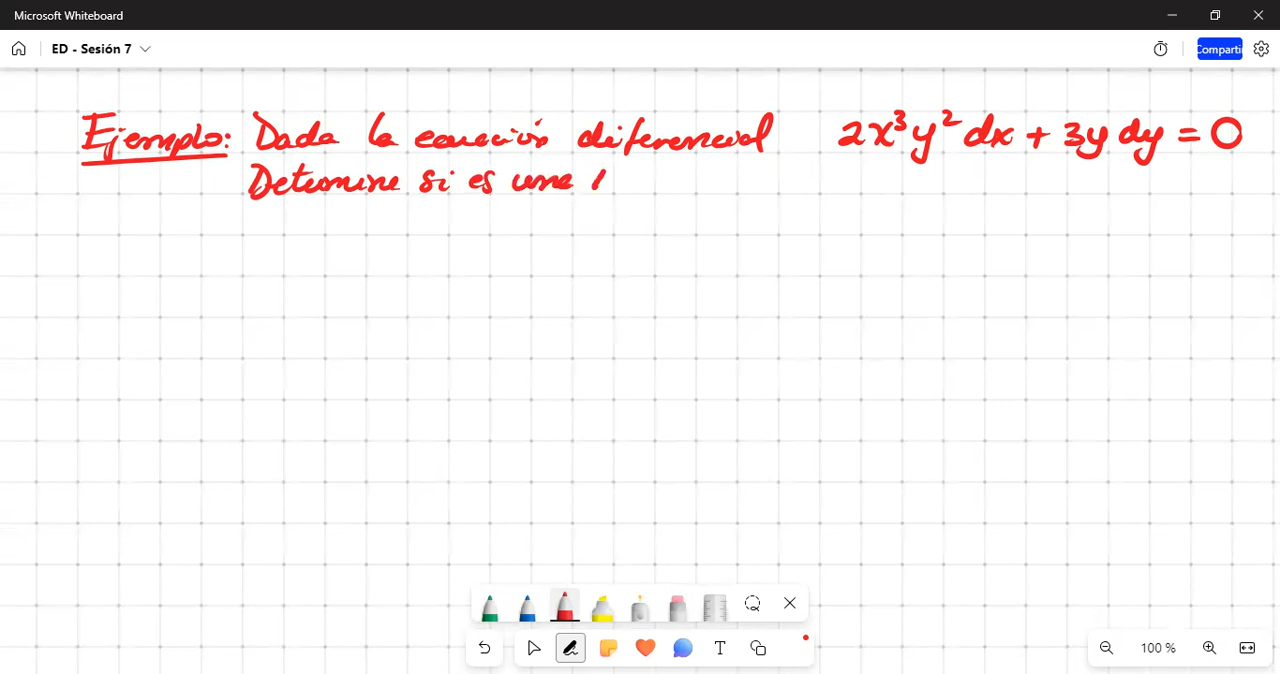 Microsoft Whiteboard
ED - Sesión 7
Compartir
Ejemplo: Dada la ecuación diferencial 2x³y² dx + 3y dy = 0
Determine si es una
100 %